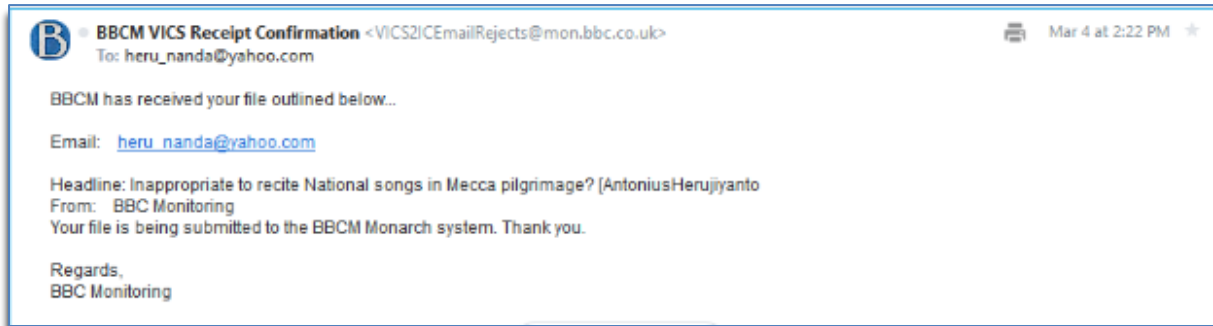 B
BBCM VICS Receipt Confirmation <VICS2ICEmailRejects@mon.bbc.co.uk>
Mar 4 at 2:22 PM
To: heru_nanda@yahoo.com
BBCM has received your file outlined below...
Email: heru_nanda@yahoo.com
Headline: Inappropriate to recite National songs in Mecca pilgrimage? [AntoniusHerujiyanto
From: BBC Monitoring
Your file is being submitted to the BBCM Monarch system. Thank you.
Regards,
BBC Monitoring